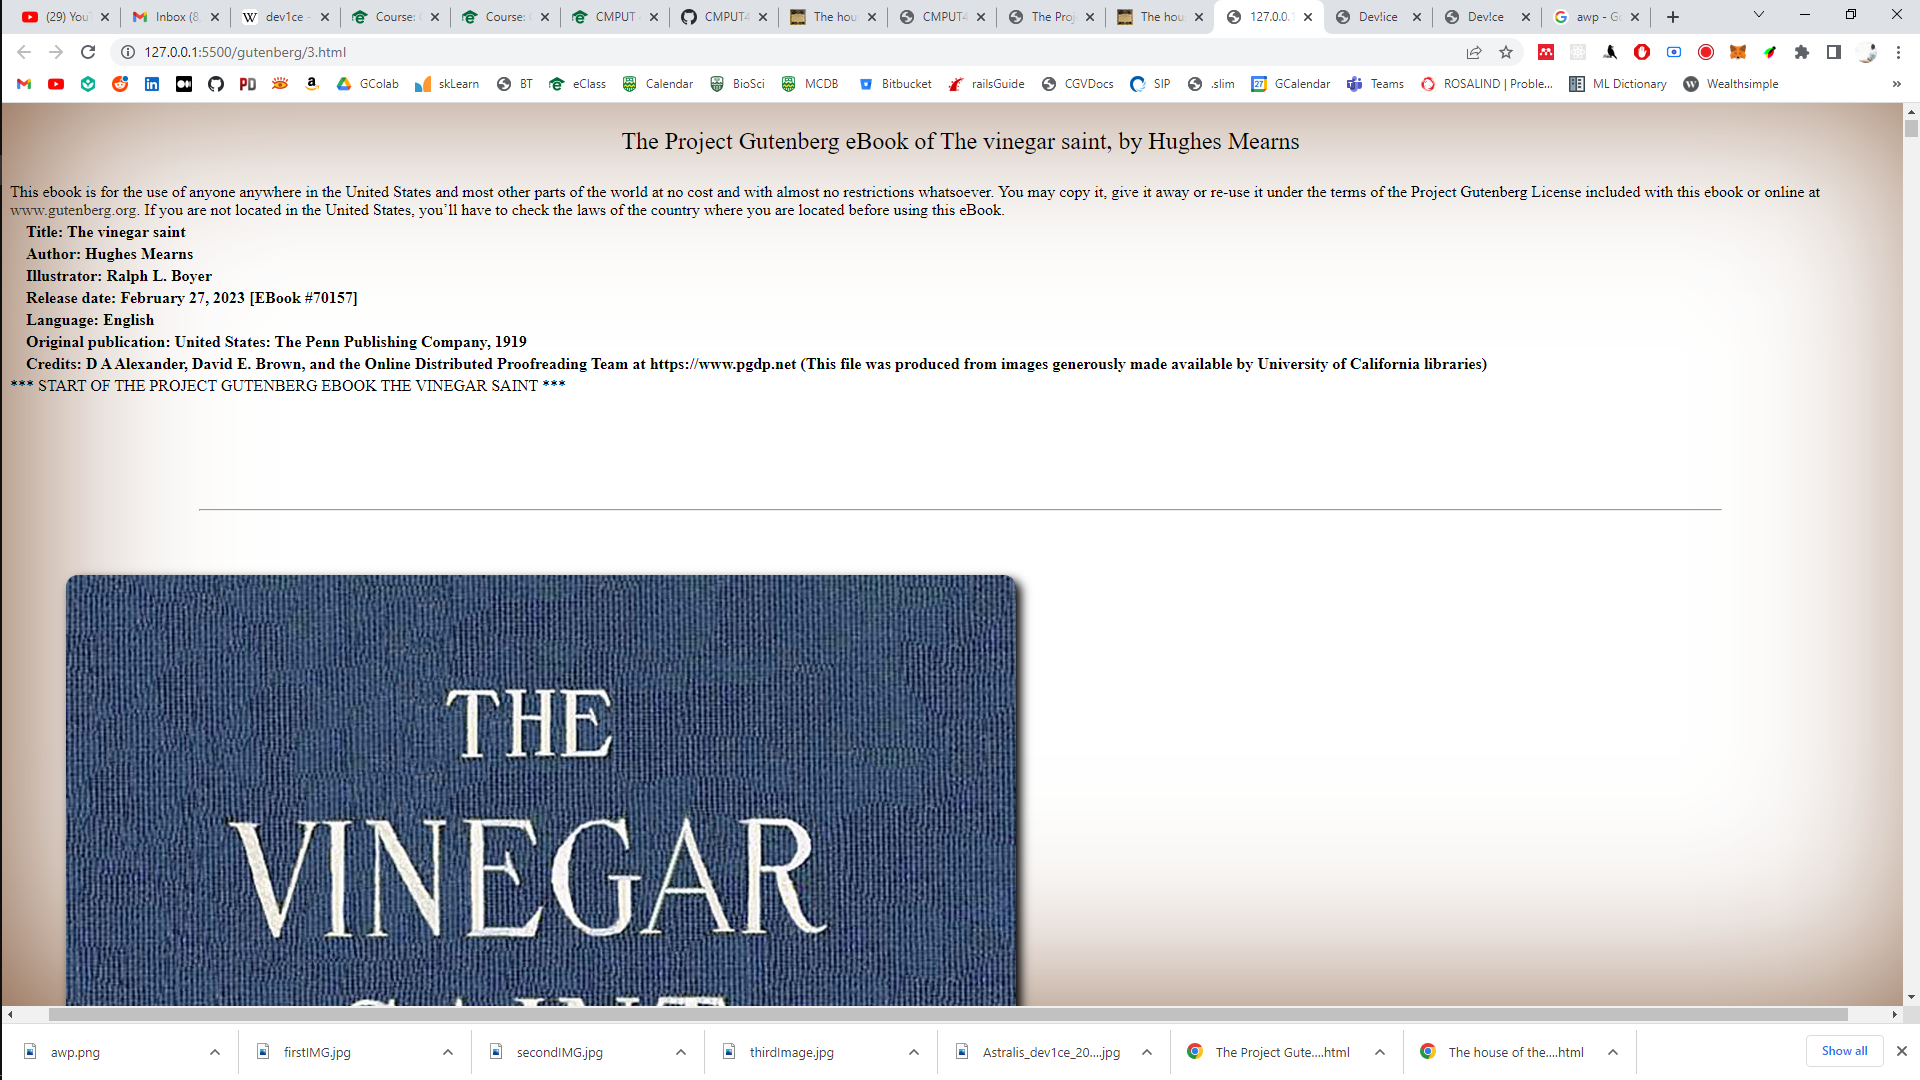 (29) You
Inbox (8,
dev1ce -
Course:
Course:
CMPUT
CMPUT4
The hou
CMPUT4
The Proj
The hou
127.0.0.1
Dev!ice
Dev!ce
awp - Go
127.0.0.1:5500/gutenberg/3.html
GColab
skLearn
BT
eClass
Calendar
BioSci
MCDB
Bitbucket
railsGuide
CGVDocs
SIP
.slim
GCalendar
Teams
ROSALIND | Proble...
ML Dictionary
Wealthsimple
»
The Project Gutenberg eBook of The vinegar saint, by Hughes Mearns
This ebook is for the use of anyone anywhere in the United States and most other parts of the world at no cost and with almost no restrictions whatsoever. You may copy it, give it away or re-use it under the terms of the Project Gutenberg License included with this ebook or online at
www.gutenberg.org. If you are not located in the United States, you’ll have to check the laws of the country where you are located before using this eBook.
Title: The vinegar saint
Author: Hughes Mearns
Illustrator: Ralph L. Boyer
Release date: February 27, 2023 [EBook #70157]
Language: English
Original publication: United States: The Penn Publishing Company, 1919
Credits: D A Alexander, David E. Brown, and the Online Distributed Proofreading Team at https://www.pgdp.net (This file was produced from images generously made available by University of California libraries)
*** START OF THE PROJECT GUTENBERG EBOOK THE VINEGAR SAINT ***
THE
VINEGAR
SAINT
awp.png
firstIMG.jpg
secondIMG.jpg
thirdImage.jpg
Astralis_dev1ce_20....jpg
The Project Gute....html
The house of the....html
Show all